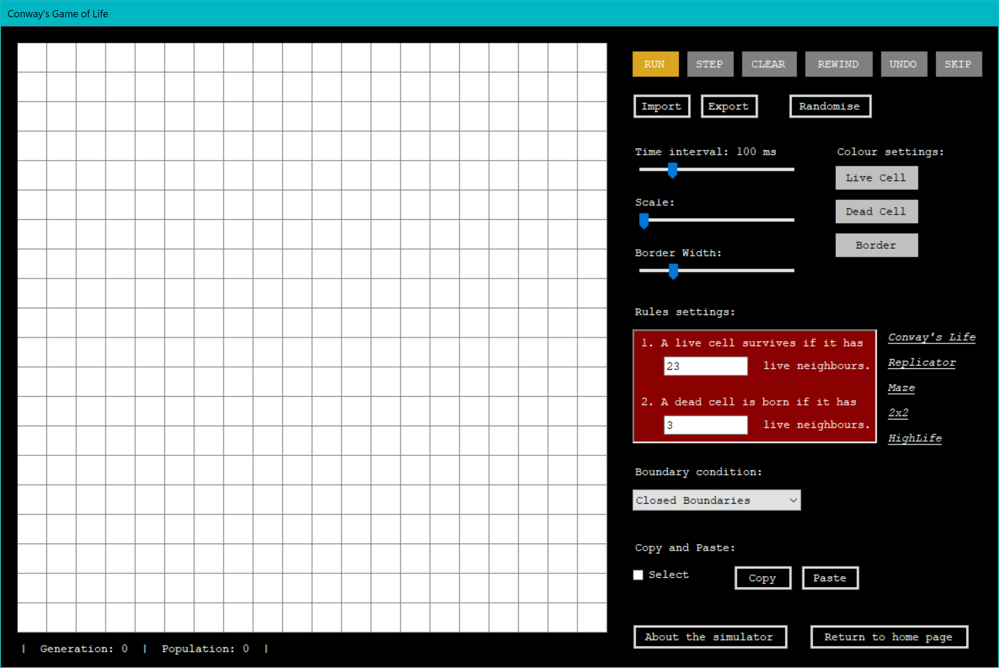 Conway's Game of Life
RUN STEP CLEAR REWIND UNDO SKIP
Import Export Randomise
Time interval: 100 ms
Colour settings:
Live Cell
Scale:
Dead Cell
Border
Border Width:
Rules settings:
1. A live cell survives if it has
23 live neighbours.
2. A dead cell is born if it has
3 live neighbours.
Conway's Life
Replicator
Maze
2x2
HighLife
Boundary condition:
Closed Boundaries
Copy and Paste:
Select Copy Paste
About the simulator Return to home page
| Generation: 0 | Population: 0 |